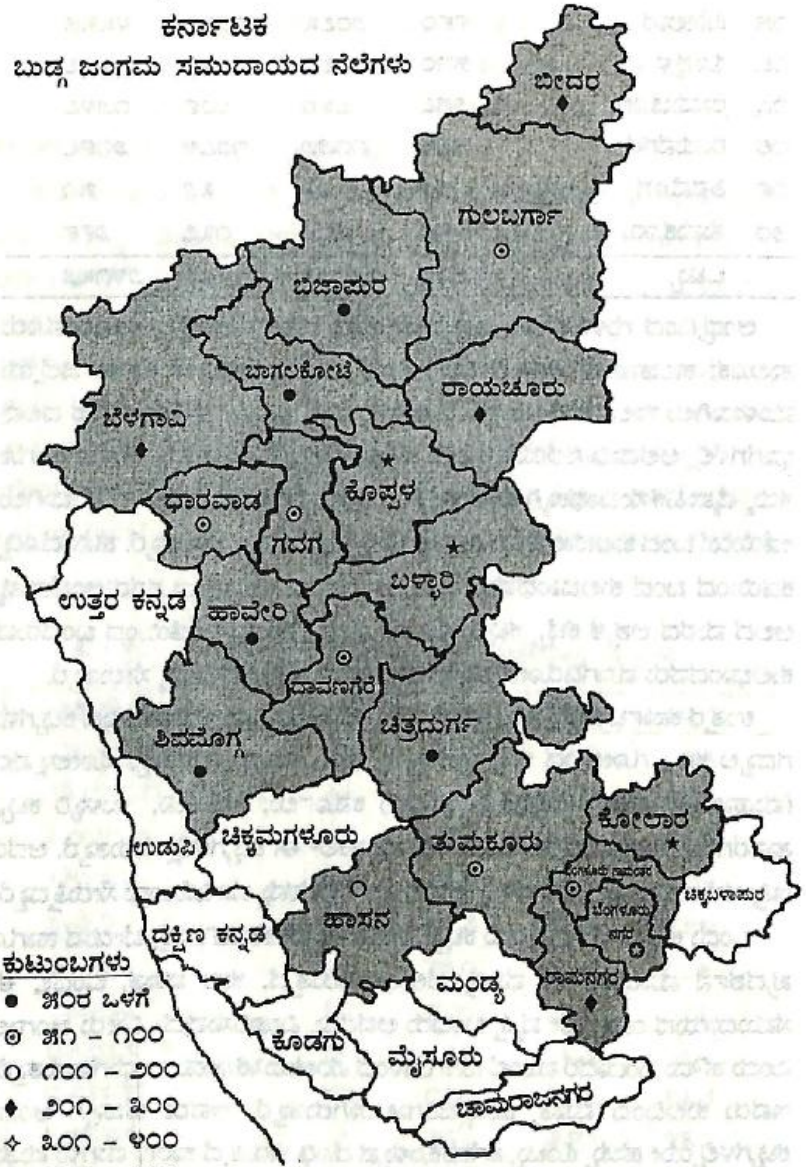 ಕರ್ನಾಟಕ
ಬುಡ್ಗ ಜಂಗಮ ಸಮುದಾಯದ ನೆಲೆಗಳು
ಬೀದರ
ಗುಲಬರ್ಗಾ
ಬಿಜಾಪುರ
ಬಾಗಲಕೋಟೆ
ರಾಯಚೂರು
ಬೆಳಗಾವಿ
ಧಾರವಾಡ
ಗದಗ
ಕೊಪ್ಪಳ
ಬಳ್ಳಾರಿ
ಉತ್ತರ ಕನ್ನಡ
ಹಾವೇರಿ
ದಾವಣಗೆರೆ
ಶಿವಮೊಗ್ಗ
ಚಿತ್ರದುರ್ಗ
ಚಿಕ್ಕಮಗಳೂರು
ಉಡುಪಿ
ತುಮಕೂರು
ಕೋಲಾರ
ಬೆಂಗಳೂರು ಗ್ರಾಮಾಂತರ
ಬೆಂಗಳೂರು
ನಗರ
ಚಿಕ್ಕಬಳಾಪುರ
ಹಾಸನ
ದಕ್ಷಿಣ ಕನ್ನಡ
ರಾಮನಗರ
ಮಂಡ್ಯ
ಕೊಡಗು
ಮೈಸೂರು
ಚಾಮರಾಜನಗರ
ಕುಟುಂಬಗಳು
೫೦ರ ಒಳಗೆ
೫೧ - ೧೦೦
೧೦೧ - ೨೦೦
೨೦೧ - ೩೦೦
೩೦೧ - ೪೦೦